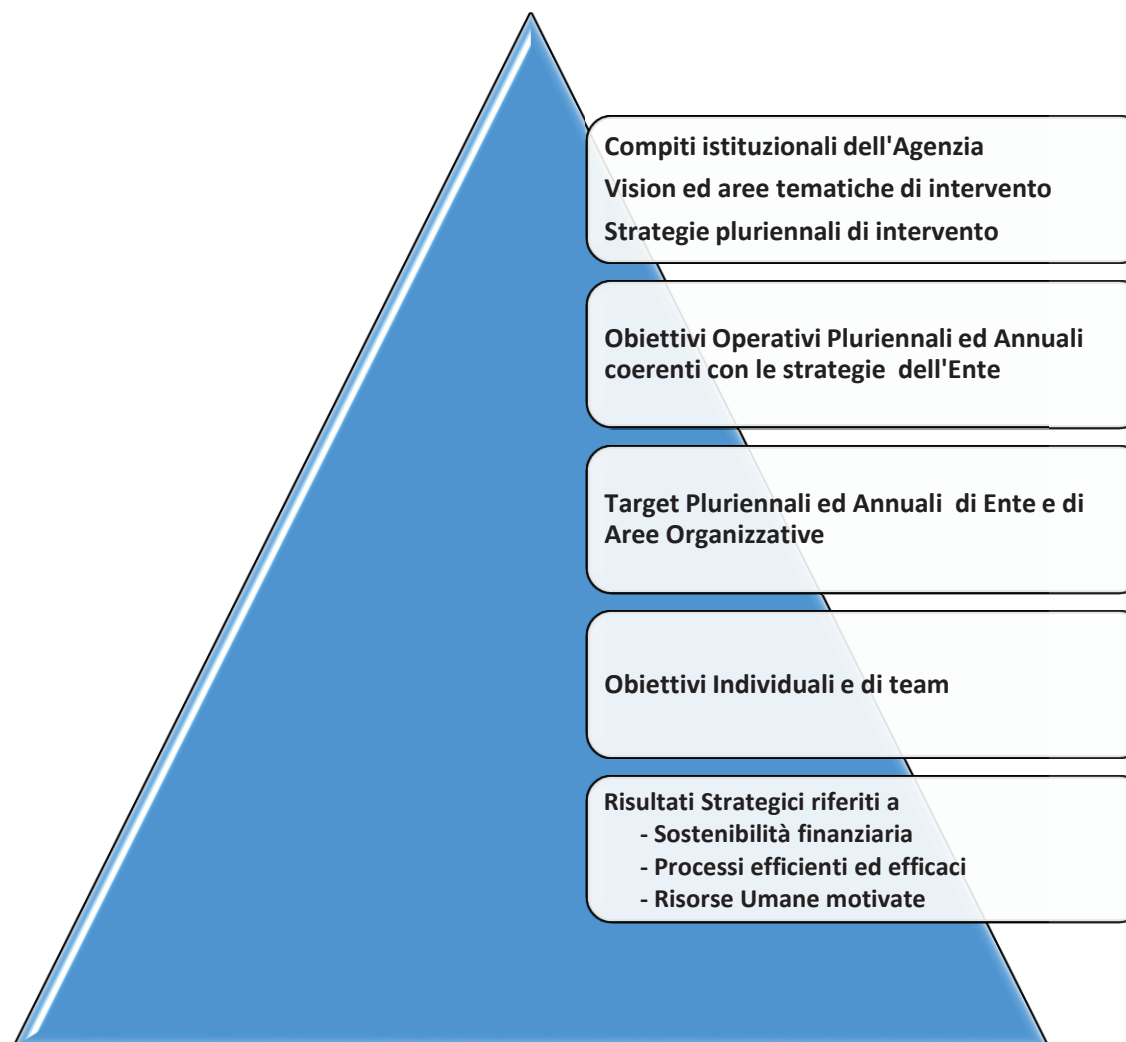 Compiti istituzionali dell'Agenzia
Vision ed aree tematiche di intervento
Strategie pluriennali di intervento
Obiettivi Operativi Pluriennali ed Annuali
coerenti con le strategie  dell'Ente
Target Pluriennali ed Annuali  di Ente e di
Aree Organizzative
Obiettivi Individuali e di team
Risultati Strategici riferiti a
- Sostenibilità finanziaria
- Processi efficienti ed efficaci
- Risorse Umane motivate